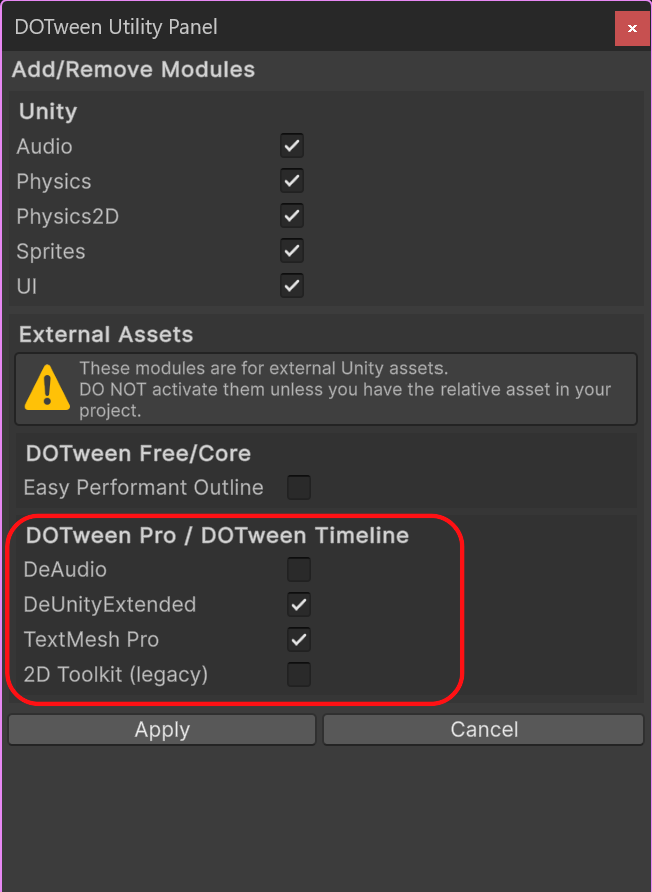 DOTween Utility Panel
Add/Remove Modules
Unity
Audio
Physics
Physics2D
Sprites
UI
External Assets
These modules are for external Unity assets.
DO NOT activate them unless you have the relative asset in your
project.
DOTween Free/Core
Easy Performant Outline
DOTween Pro / DOTween Timeline
DeAudio
DeUnityExtended
TextMesh Pro
2D Toolkit (legacy)
Apply Cancel